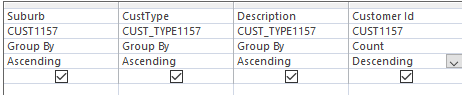 Suburb CustType Description Customer Id
CUST1157 CUST_TYPE1157 CUST_TYPE1157 CUST1157
Group By Group By Group By Count
Ascending Ascending Ascending Descending